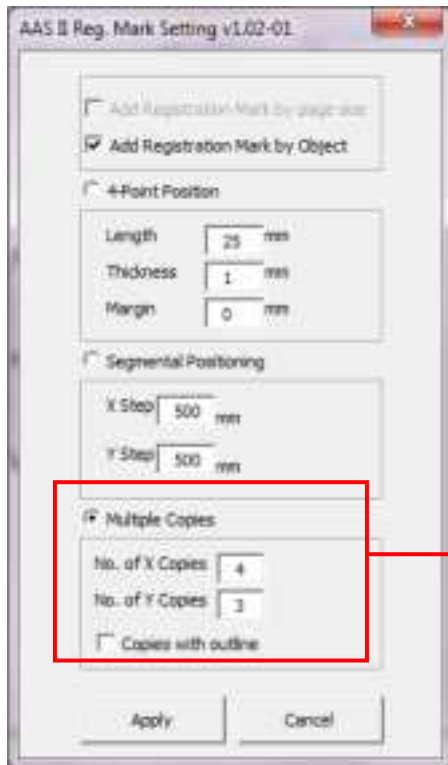 AAS II Reg. Mark Setting v1.02-01
Add Registration Mark by page size
Add Registration Mark by Object
4-Point Position
Length 25 mm
Thickness 1 mm
Margin 0 mm
Segmental Positioning
X Step 500 mm
Y Step 500 mm
Multiple Copies
No. of X Copies 4
No. of Y Copies 3
Copies with outline
Apply Cancel